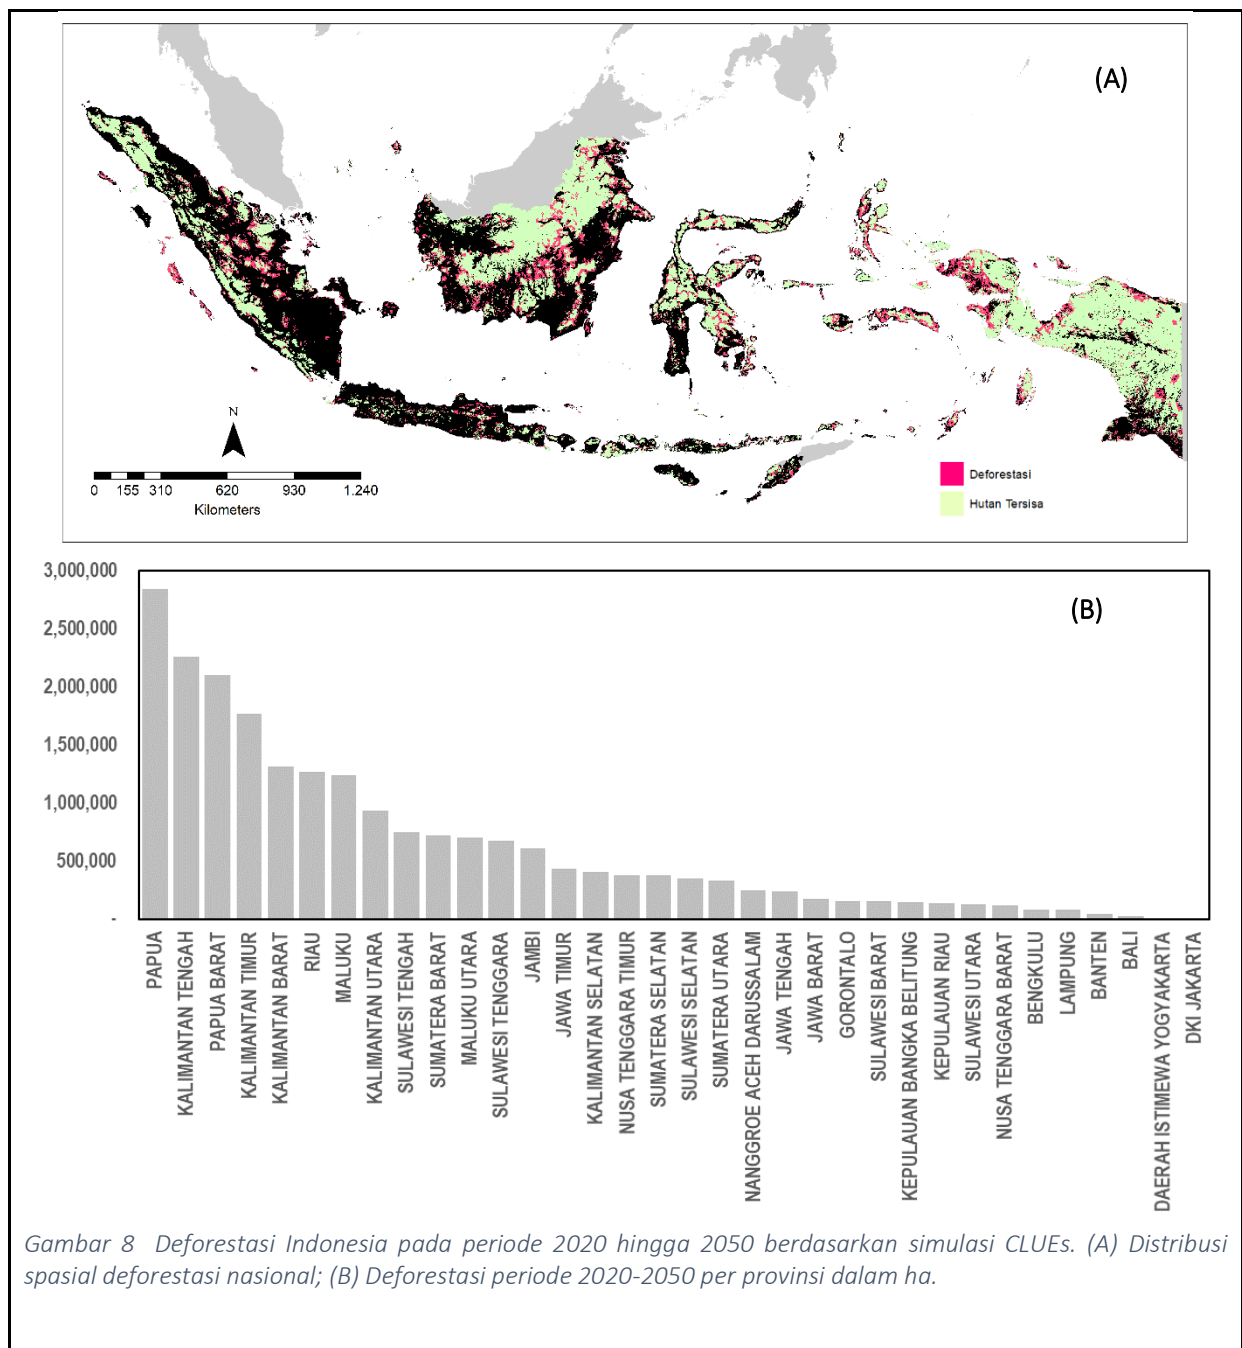 (A)
N
0 155 310 620 930 1.240
Kilometers
Deforestasi
Hutan Tersisa
3,000,000
2,500,000
2,000,000
1,500,000
1,000,000
500,000
-
(B)
PAPUA
KALIMANTAN TENGAH
PAPUA BARAT
KALIMANTAN TIMUR
KALIMANTAN BARAT
RIAU
MALUKU
KALIMANTAN UTARA
SULAWESI TENGAH
SUMATERA BARAT
MALUKU UTARA
SULAWESI TENGGARA
JAMBI
JAWA TIMUR
KALIMANTAN SELATAN
NUSA TENGGARA TIMUR
SUMATERA SELATAN
SULAWESI SELATAN
SUMATERA UTARA
NANGGROE ACEH DARUSSALAM
JAWA TENGAH
JAWA BARAT
GORONTALO
SULAWESI BARAT
KEPULAUAN BANGKA BELITUNG
KEPULAUAN RIAU
SULAWESI UTARA
NUSA TENGGARA BARAT
BENGKULU
LAMPUNG
BANTEN
BALI
DAERAH ISTIMEWA YOGYAKARTA
DKI JAKARTA
Gambar 8 Deforestasi Indonesia pada periode 2020 hingga 2050 berdasarkan simulasi CLUEs. (A) Distribusi
spasial deforestasi nasional; (B) Deforestasi periode 2020-2050 per provinsi dalam ha.